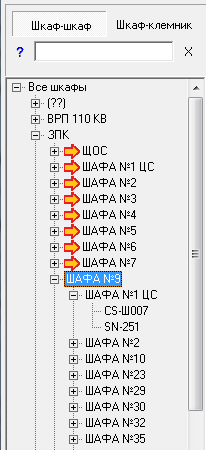 Шкаф-шкаф Шкаф-клемник
? X
Все шкафы
(??)
ВРП 110 КВ
ЗПК
ЩОС
ШАФА №1 ЦС
ШАФА №2
ШАФА №3
ШАФА №4
ШАФА №5
ШАФА №6
ШАФА №7
ШАФА №9
ШАФА №1 ЦС
CS-Ш007
SN-251
ШАФА №2
ШАФА №10
ШАФА №23
ШАФА №29
ШАФА №30
ШАФА №32
ШАФА №35